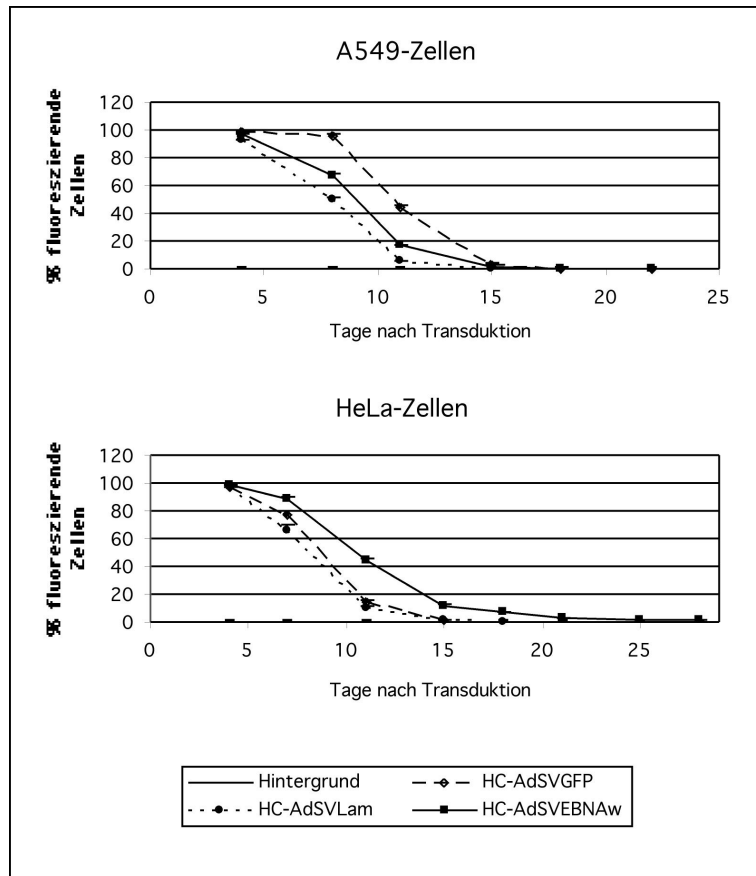 A549-Zellen
% fluoreszierende
Zellen
120
100
80
60
40
20
0
0 5 10 15 20 25
Tage nach Transduktion
HeLa-Zellen
% fluoreszierende
Zellen
120
100
80
60
40
20
0
0 5 10 15 20 25
Tage nach Transduktion
Hintergrund HC-AdSVGFP
HC-AdSVLam HC-AdSVEBNAw